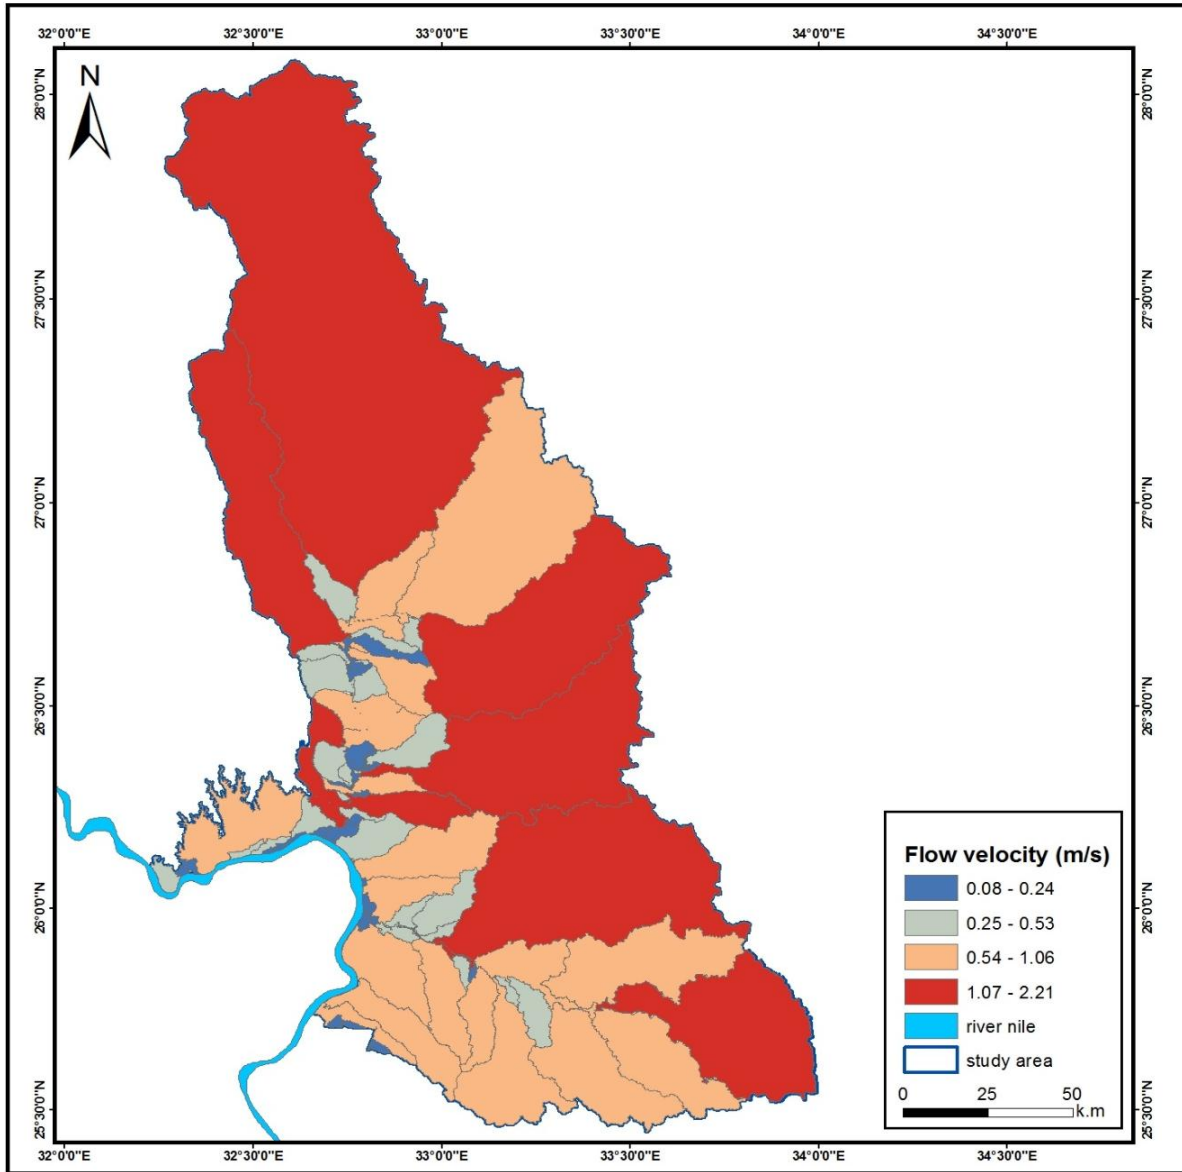 32°0'0"E 32°30'0"E 33°0'0"E 33°30'0"E 34°0'0"E 34°30'0"E
N
28°0'0"N 28°0'0"N
27°30'0"N 27°30'0"N
27°0'0"N 27°0'0"N
26°30'0"N 26°30'0"N
26°0'0"N 26°0'0"N
25°30'0"N 25°30'0"N
Flow velocity (m/s)
0.08 - 0.24
0.25 - 0.53
0.54 - 1.06
1.07 - 2.21
river nile
study area
0 25 50
k.m
32°0'0"E 32°30'0"E 33°0'0"E 33°30'0"E 34°0'0"E 34°30'0"E